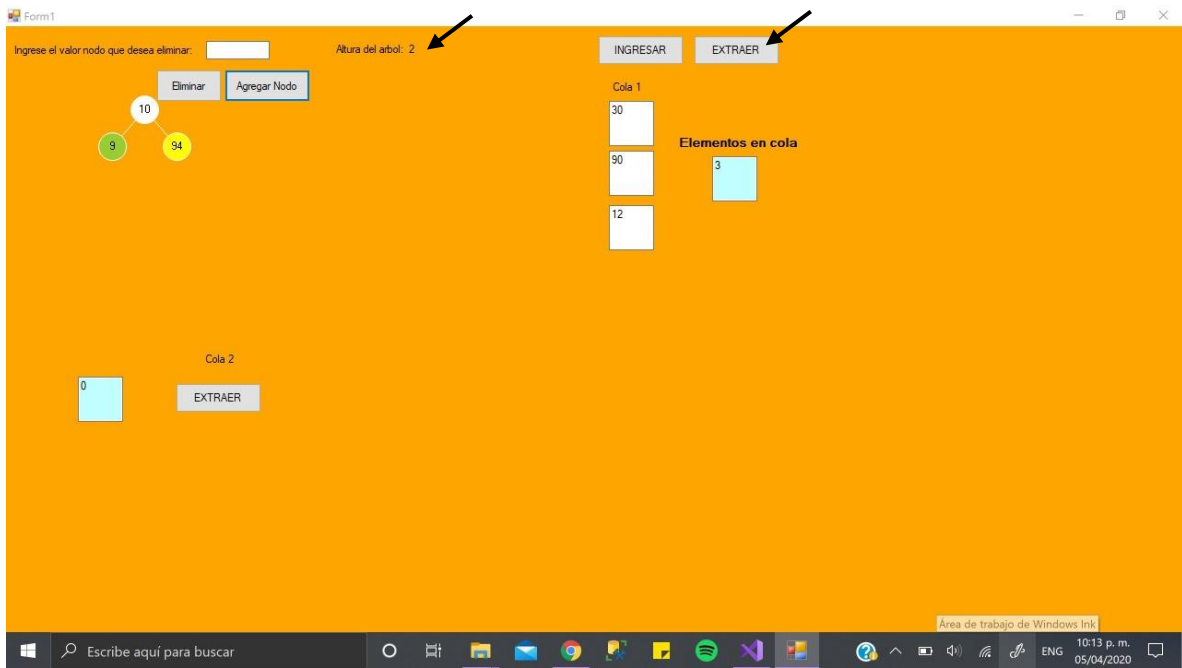 Form1
Ingrese el valor nodo que desea eliminar:
Altura del arbol: 2
INGRESAR
EXTRAER
Eliminar
Agregar Nodo
10
9
94
Cola 1
30
90
12
Elementos en cola
3
Cola 2
0
EXTRAER
Área de trabajo de Windows Ink
Escribe aquí para buscar
ENG
10:13 p. m.
05/04/2020